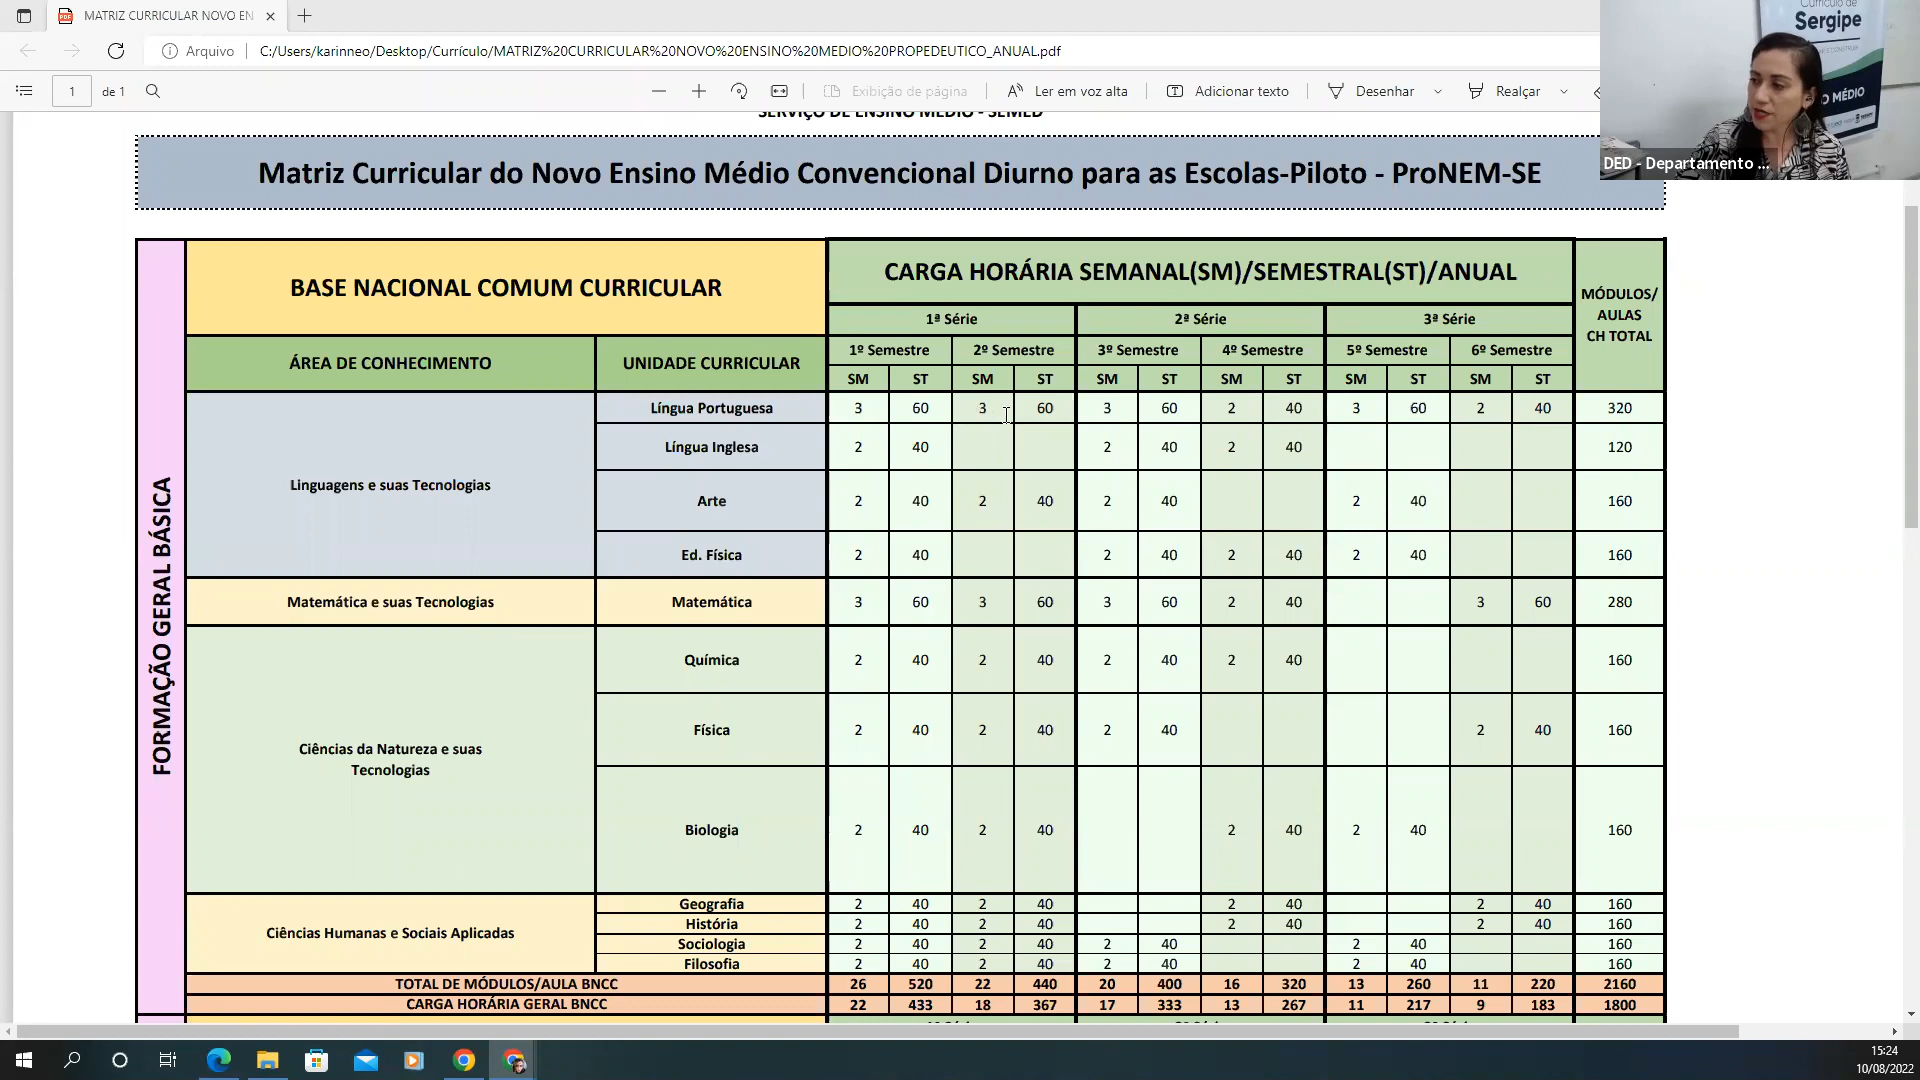 MATRIZ CURRICULAR NOVO EN
Arquivo
C:/Users/karinneo/Desktop/Currículo/MATRIZ%20CURRICULAR%20NOVO%20ENSINO%20MEDIO%20PROPEDEUTICO_ANUAL.pdf
1 de 1
Exibição de página
Ler em voz alta
Adicionar texto
Desenhar
Realçar
Currículo de
Sergipe
O MÉDIO
DED - Departamento ...
SERVIÇO DE ENSINO MÉDIO - SEMED
Matriz Curricular do Novo Ensino Médio Convencional Diurno para as Escolas-Piloto - ProNEM-SE
FORMAÇÃO GERAL BÁSICA
BASE NACIONAL COMUM CURRICULAR
CARGA HORÁRIA SEMANAL(SM)/SEMESTRAL(ST)/ANUAL
MÓDULOS/
AULAS
CH TOTAL
1ª Série 2ª Série 3ª Série
ÁREA DE CONHECIMENTO UNIDADE CURRICULAR
1º Semestre 2º Semestre 3º Semestre 4º Semestre 5º Semestre 6º Semestre
SM ST SM ST SM ST SM ST SM ST SM ST
Linguagens e suas Tecnologias
Língua Portuguesa 3 60 3 60 3 60 2 40 3 60 2 40 320
Língua Inglesa 2 40 2 40 2 40 120
Arte 2 40 2 40 2 40 2 40 160
Ed. Física 2 40 2 40 2 40 2 40 160
Matemática e suas Tecnologias Matemática 3 60 3 60 3 60 2 40 3 60 280
Ciências da Natureza e suas
Tecnologias
Química 2 40 2 40 2 40 2 40 160
Física 2 40 2 40 2 40 2 40 160
Biologia 2 40 2 40 2 40 2 40 160
Ciências Humanas e Sociais Aplicadas
Geografia 2 40 2 40 2 40 2 40 160
História 2 40 2 40 2 40 2 40 160
Sociologia 2 40 2 40 2 40 2 40 160
Filosofia 2 40 2 40 2 40 2 40 160
TOTAL DE MÓDULOS/AULA BNCC 26 520 22 440 20 400 16 320 13 260 11 220 2160
CARGA HORÁRIA GERAL BNCC 22 433 18 367 17 333 13 267 11 217 9 183 1800
15:24
10/08/2022